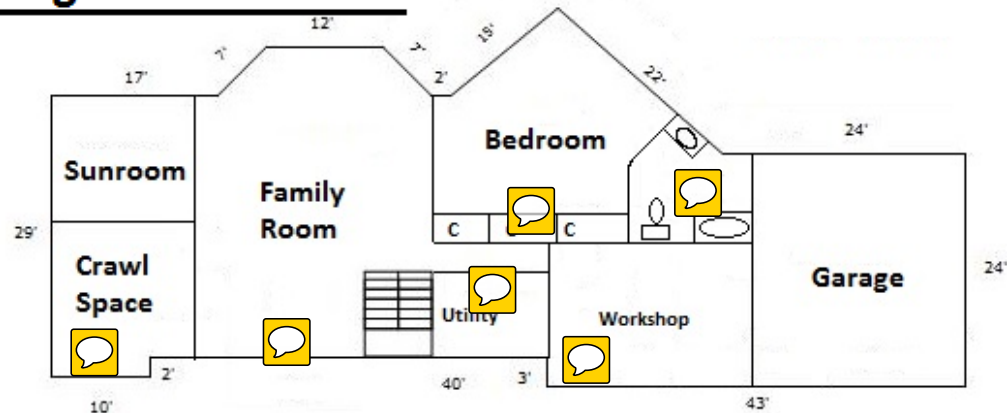 12'
7'
7'
15'
17'
2'
22'
24'
Bedroom
Sunroom
Family
Room
29'
C
C
Crawl
Space
Garage
24'
Utility
Workshop
2'
40'
3'
10'
43'